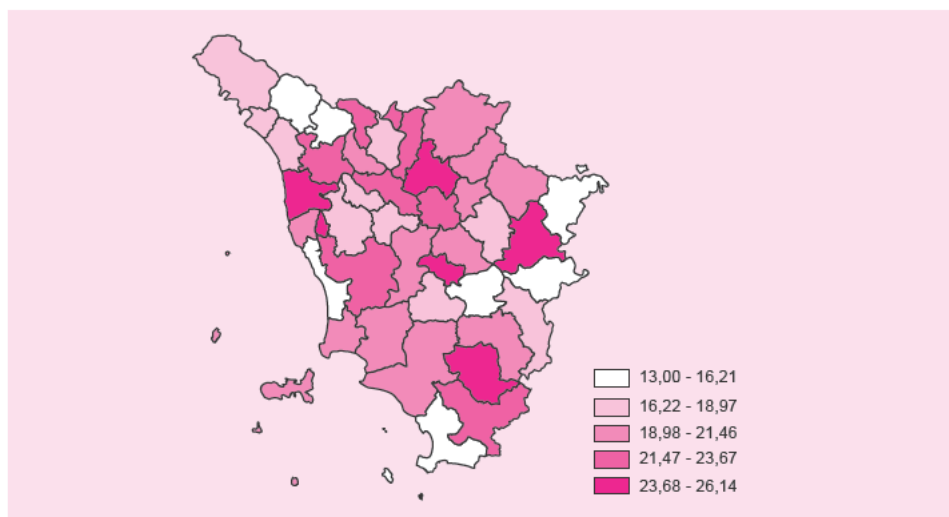 13,00 - 16,21
16,22 - 18,97
18,98 - 21,46
21,47 - 23,67
23,68 - 26,14